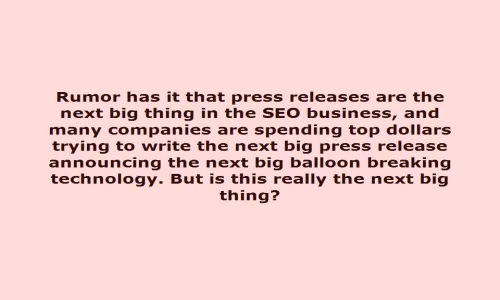 Rumor has it that press releases are the
next big thing in the SEO business, and
many companies are spending top dollars
trying to write the next big press release
announcing the next big balloon breaking
technology. But is this really the next big
thing?